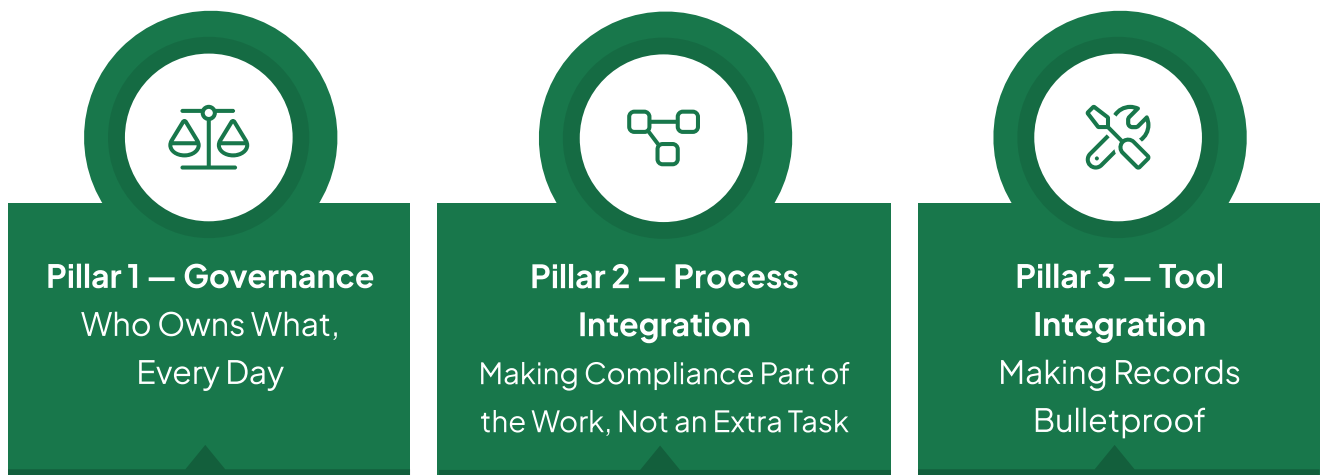 Pillar 1 — Governance
Who Owns What,
Every Day
Pillar 2 — Process
Integration
Making Compliance Part of
the Work, Not an Extra Task
Pillar 3 — Tool
Integration
Making Records
Bulletproof